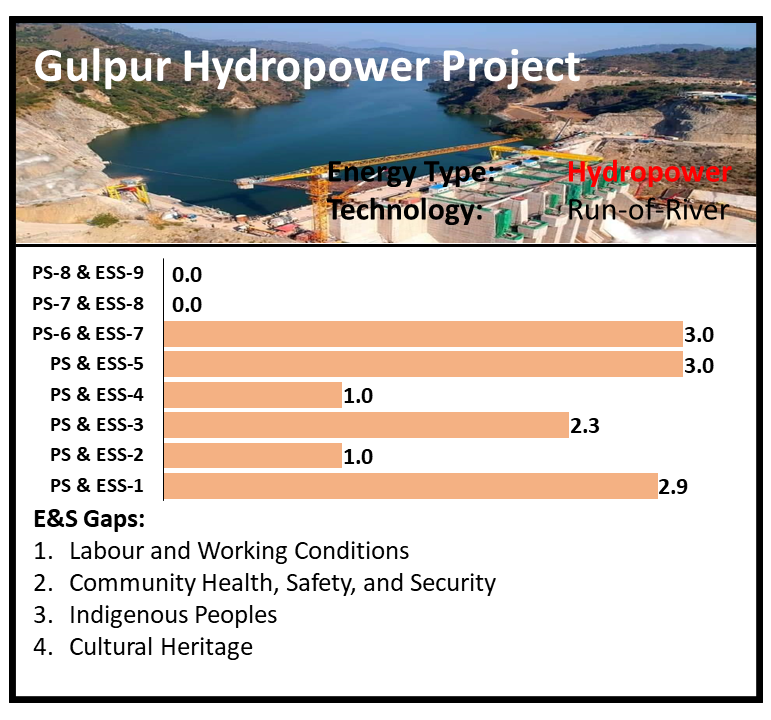 Gulpur Hydropower Project
Energy Type: Hydropower
Technology: Run-of-River
PS-8 & ESS-9 0.0
PS-7 & ESS-8 0.0
PS-6 & ESS-7 3.0
PS & ESS-5 3.0
PS & ESS-4 1.0
PS & ESS-3 2.3
PS & ESS-2 1.0
PS & ESS-1 2.9
E&S Gaps:
1. Labour and Working Conditions
2. Community Health, Safety, and Security
3. Indigenous Peoples
4. Cultural Heritage